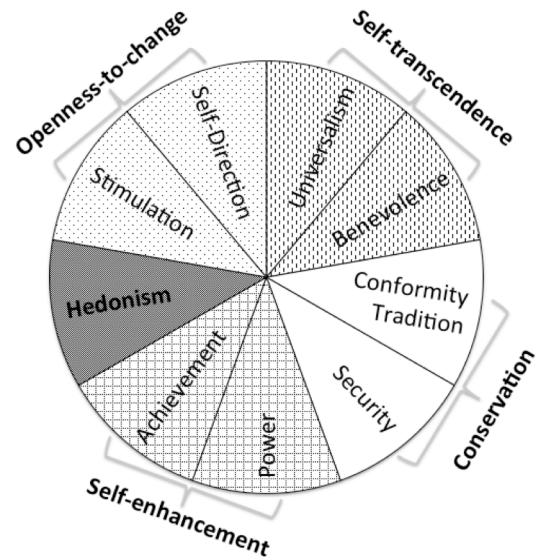 Openness-to-change
Self-transcendence
Self-Direction
Universalism
Stimulation
Benevolence
Hedonism
Conformity
Tradition
Achievement
Security
Power
Conservation
Self-enhancement